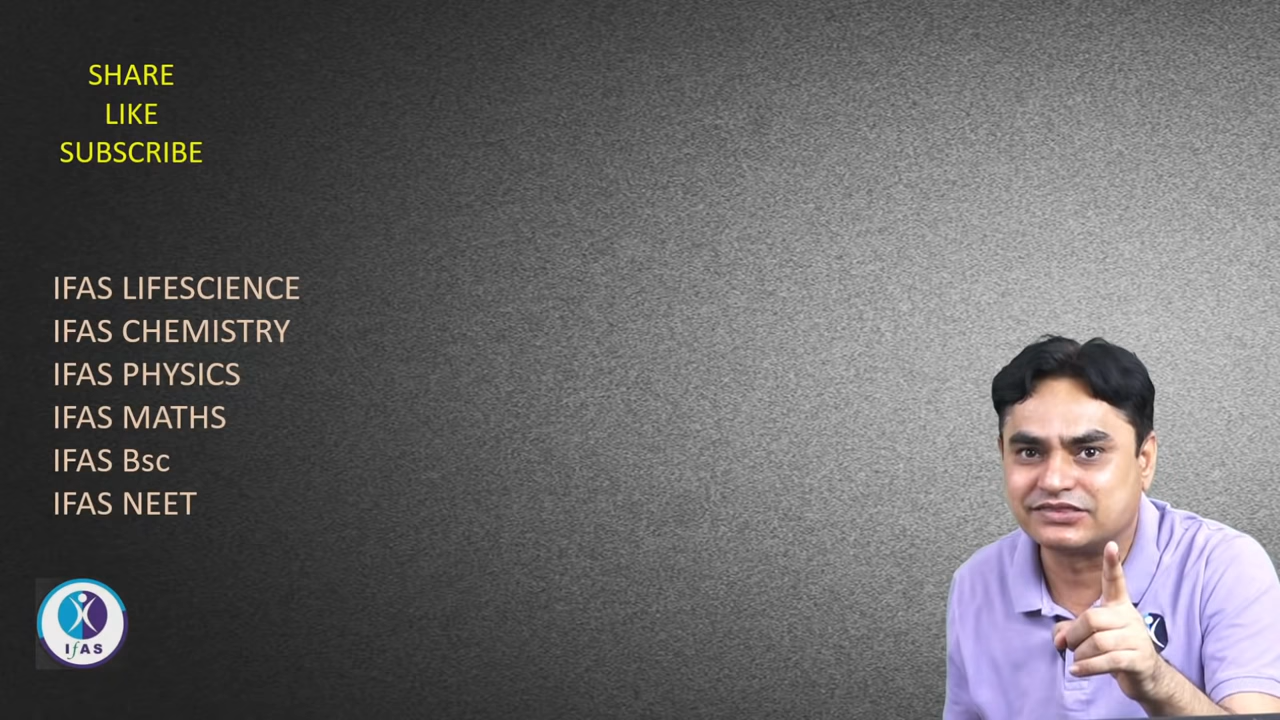 SHARE
LIKE
SUBSCRIBE
IFAS LIFESCIENCE
IFAS CHEMISTRY
IFAS PHYSICS
IFAS MATHS
IFAS Bsc
IFAS NEET
IfAS